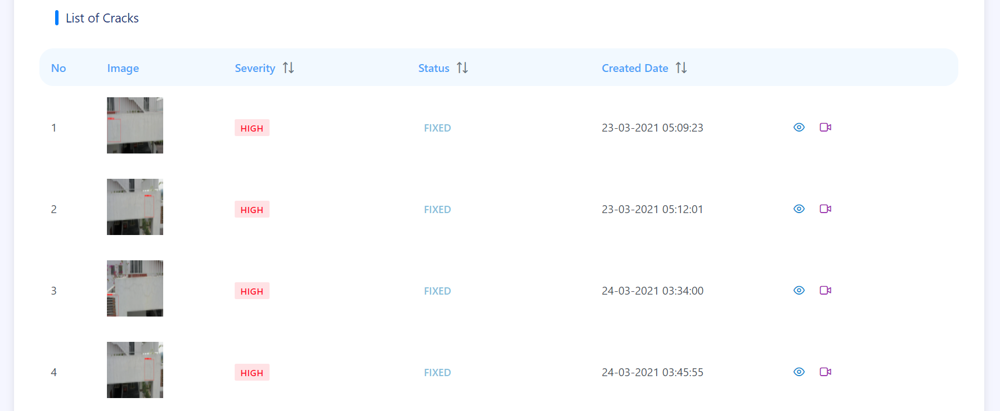 List of Cracks
No Image Severity Status Created Date
1 HIGH FIXED 23-03-2021 05:09:23
2 HIGH FIXED 23-03-2021 05:12:01
3 HIGH FIXED 24-03-2021 03:34:00
4 HIGH FIXED 24-03-2021 03:45:55